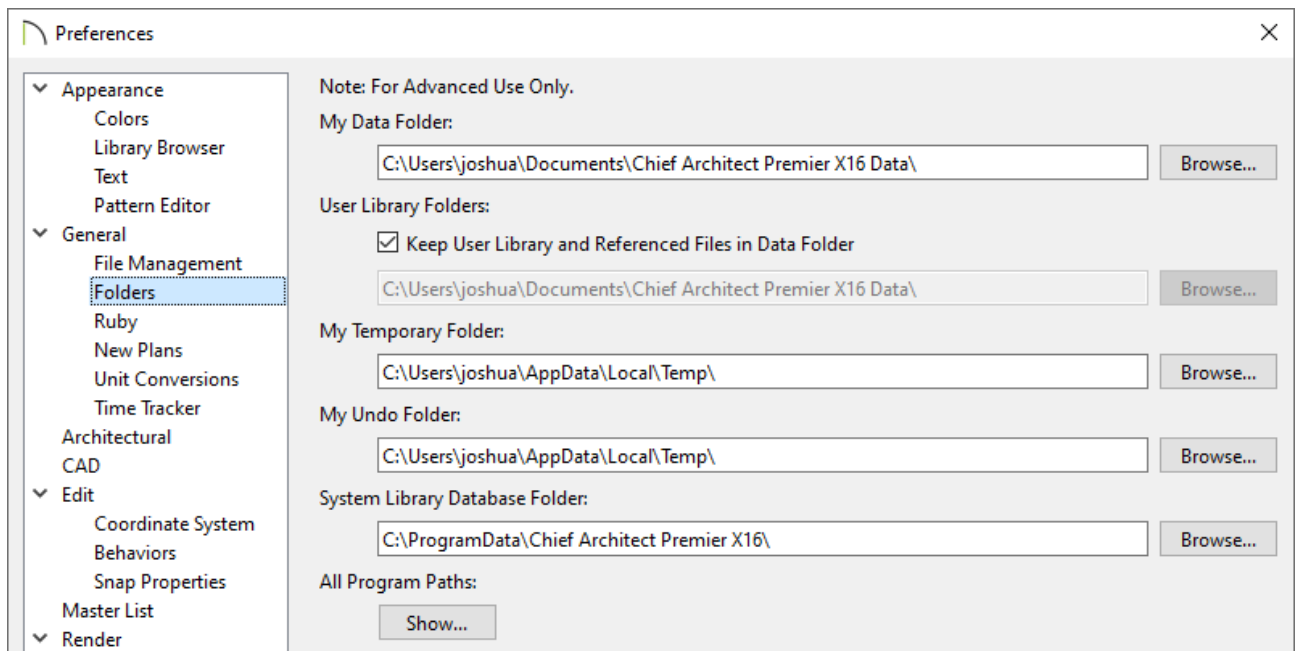 Preferences
Appearance
Colors
Library Browser
Text
Pattern Editor
General
File Management
Folders
Ruby
New Plans
Unit Conversions
Time Tracker
Architectural
CAD
Edit
Coordinate System
Behaviors
Snap Properties
Master List
Render
Note: For Advanced Use Only.
My Data Folder:
C:\Users\joshua\Documents\Chief Architect Premier X16 Data\ Browse...
User Library Folders:
Keep User Library and Referenced Files in Data Folder
C:\Users\joshua\Documents\Chief Architect Premier X16 Data\ Browse...
My Temporary Folder:
C:\Users\joshua\AppData\Local\Temp\ Browse...
My Undo Folder:
C:\Users\joshua\AppData\Local\Temp\ Browse...
System Library Database Folder:
C:\ProgramData\Chief Architect Premier X16\ Browse...
All Program Paths:
Show...